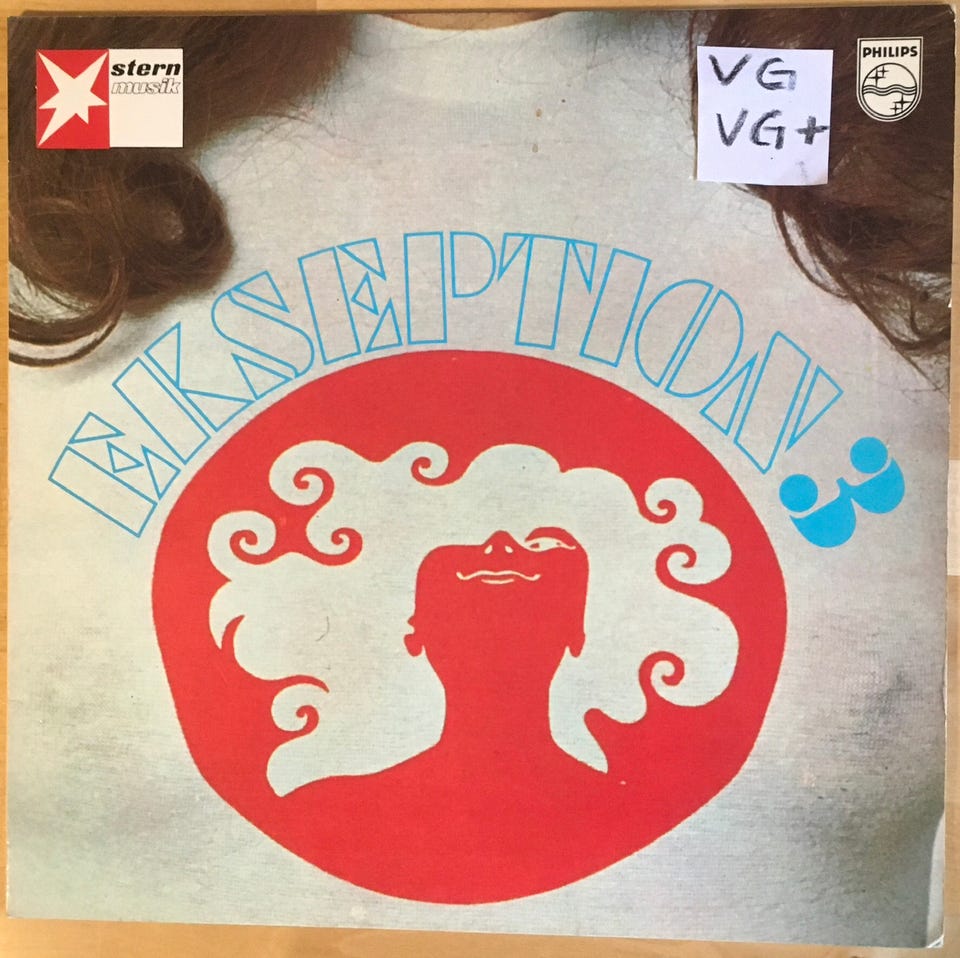 stern
musik
VG
VG+
PHILIPS
EKSEPTION 3